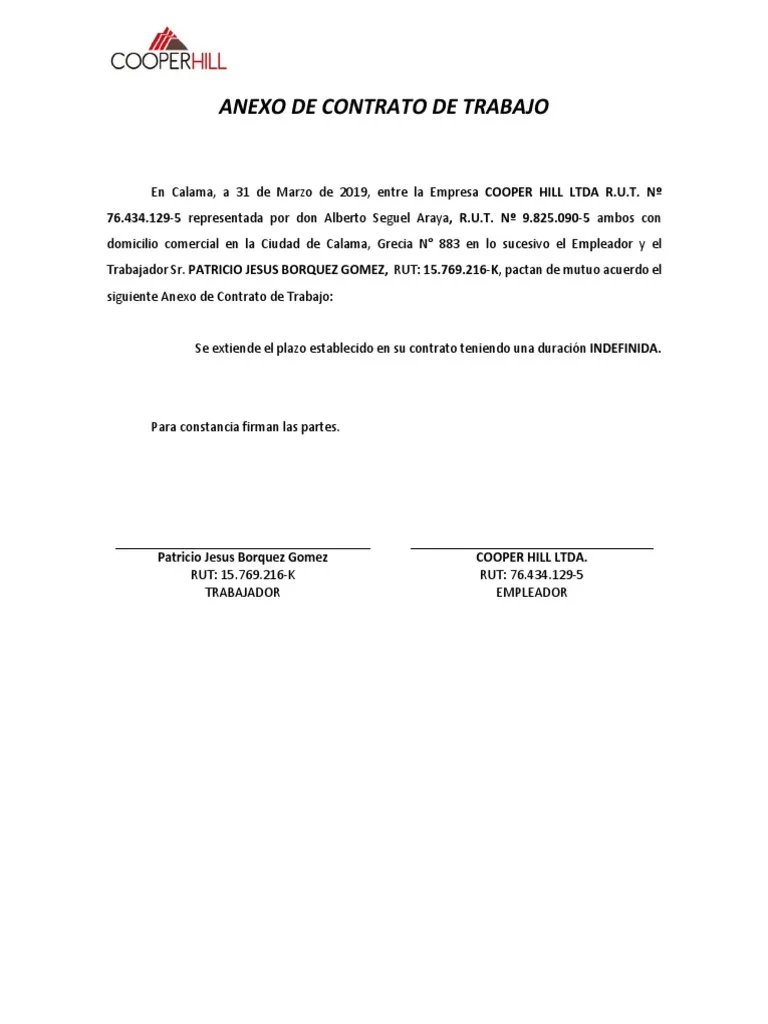 COOPERHILL
ANEXO DE CONTRATO DE TRABAJO
En Calama, a 31 de Marzo de 2019, entre la Empresa COOPER HILL LTDA R.U.T. Nº
76.434.129-5 representada por don Alberto Seguel Araya, R.U.T. Nº 9.825.090-5 ambos con
domicilio comercial en la Ciudad de Calama, Grecia N° 883 en lo sucesivo el Empleador y el
Trabajador Sr. PATRICIO JESUS BORQUEZ GOMEZ, RUT: 15.769.216-K, pactan de mutuo acuerdo el
siguiente Anexo de Contrato de Trabajo:
Se extiende el plazo establecido en su contrato teniendo una duración INDEFINIDA.
Para constancia firman las partes.
Patricio Jesus Borquez Gomez COOPER HILL LTDA.
RUT: 15.769.216-K RUT: 76.434.129-5
TRABAJADOR EMPLEADOR